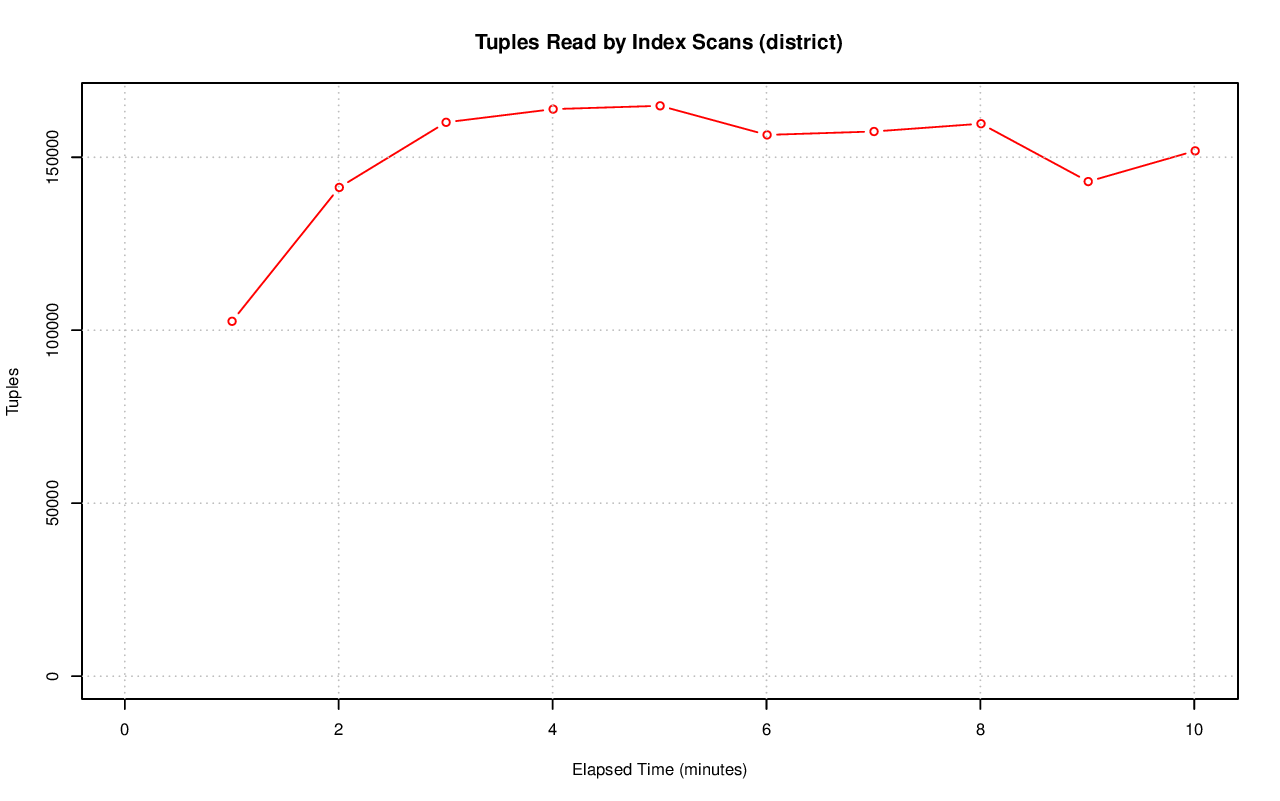 Tuples Read by Index Scans (district)
Tuples
150000
100000
50000
0
0 2 4 6 8 10
Elapsed Time (minutes)